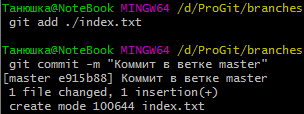 Танюшка@NoteBook MINGW64 /d/ProGit/branches
git add ./index.txt
Танюшка@NoteBook MINGW64 /d/ProGit/branches
git commit -m "Коммит в ветке master"
[master e915b88] Коммит в ветке master
1 file changed, 1 insertion(+)
create mode 100644 index.txt